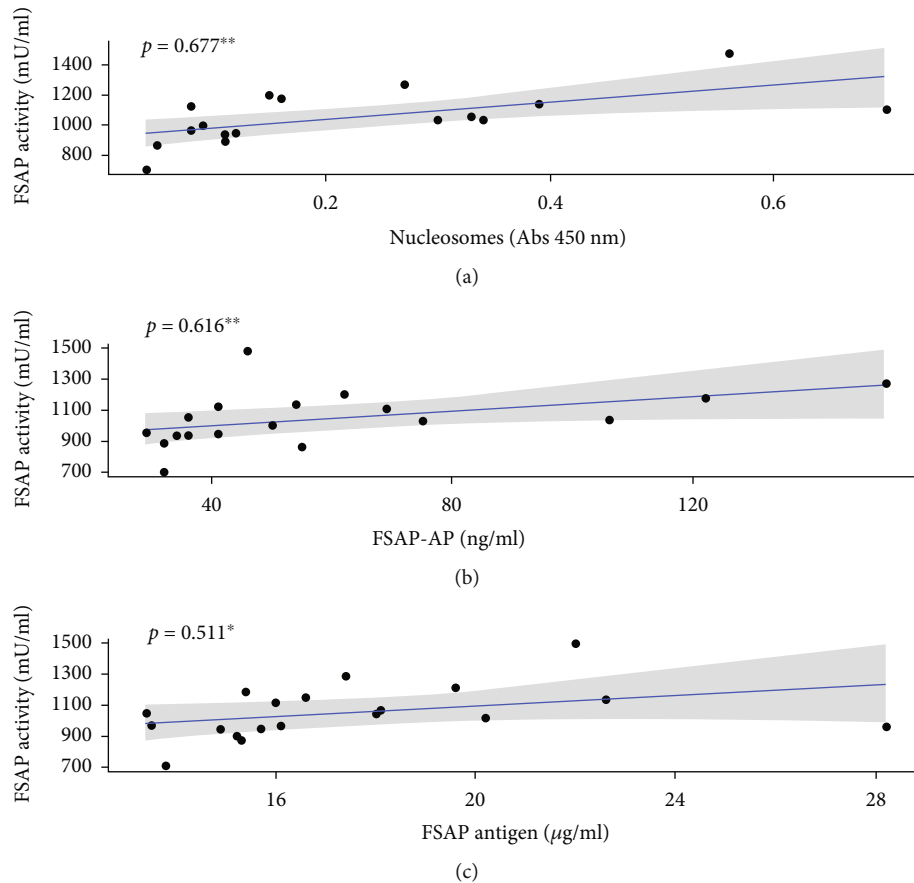 p = 0.677**
FSAP activity (mU/ml)
1400
1200
1000
800
0.2 0.4 0.6
Nucleosomes (Abs 450 nm)
(a)
p = 0.616**
FSAP activity (mU/ml)
1500
1300
1100
900
700
40 80 120
FSAP-AP (ng/ml)
(b)
p = 0.511*
FSAP activity (mU/ml)
1500
1300
1100
900
700
16 20 24 28
FSAP antigen (μg/ml)
(c)